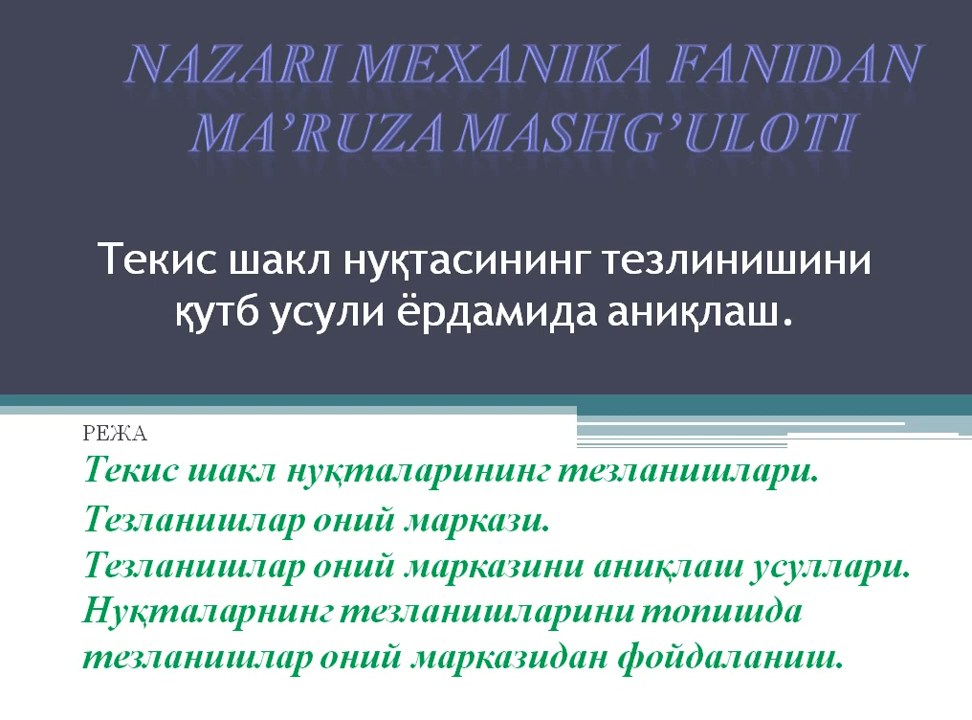 NAZARI MEXANIKA FANIDAN
MA’RUZA MASHG’ULOTI
Текис шакл нуқтасининг тезлинишини
қутб усули ёрдамида аниқлаш.
РЕЖА
Текис шакл нуқталарининг тезланишлари.
Тезланишлар оний маркази.
Тезланишлар оний марказини аниқлаш усуллари.
Нуқталарнинг тезланишларини топишда
тезланишлар оний марказидан фойдаланиш.